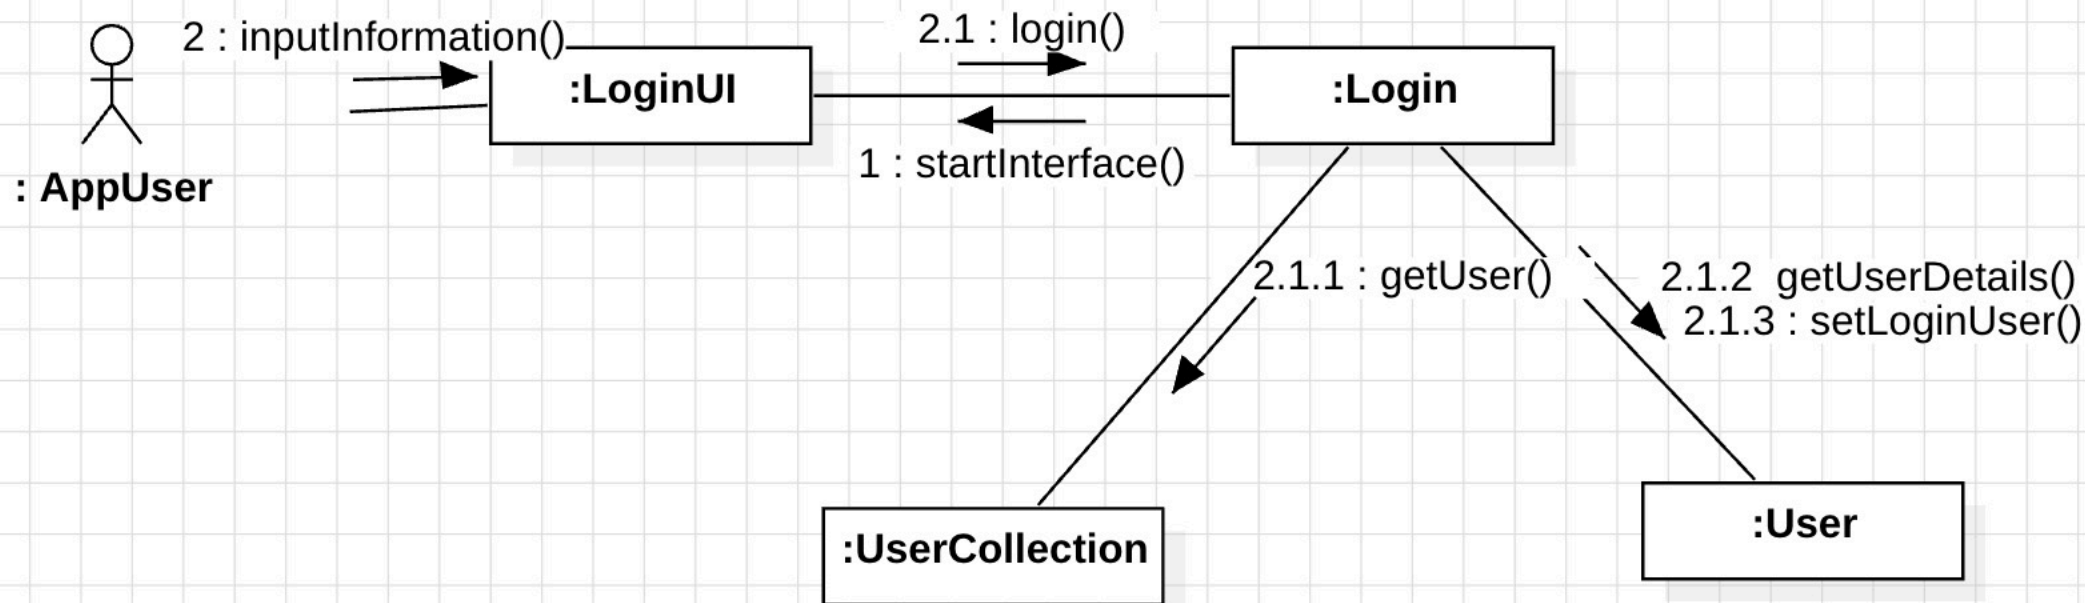 2 : inputInformation()
2.1 : login()
:LoginUI
:Login
1 : startInterface()
: AppUser
2.1.1 : getUser()
2.1.2  getUserDetails()
2.1.3 : setLoginUser()
:UserCollection
:User